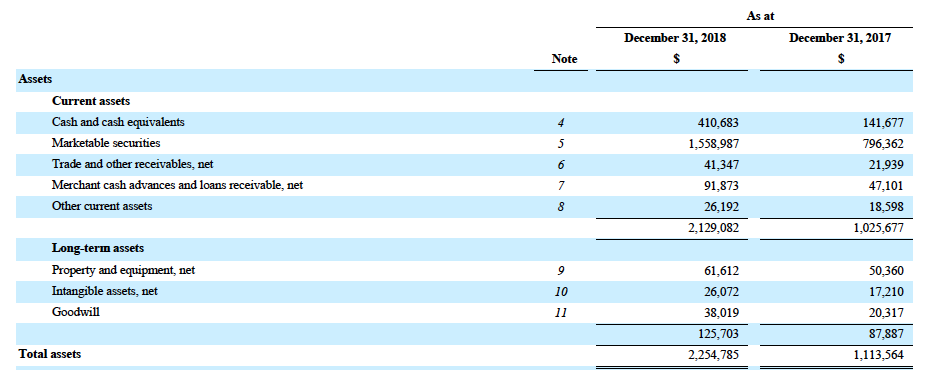 As at
December 31, 2018 December 31, 2017
Note $ $
Assets
Current assets
Cash and cash equivalents 4 410,683 141,677
Marketable securities 5 1,558,987 796,362
Trade and other receivables, net 6 41,347 21,939
Merchant cash advances and loans receivable, net 7 91,873 47,101
Other current assets 8 26,192 18,598
2,129,082 1,025,677
Long-term assets
Property and equipment, net 9 61,612 50,360
Intangible assets, net 10 26,072 17,210
Goodwill 11 38,019 20,317
125,703 87,887
Total assets 2,254,785 1,113,564